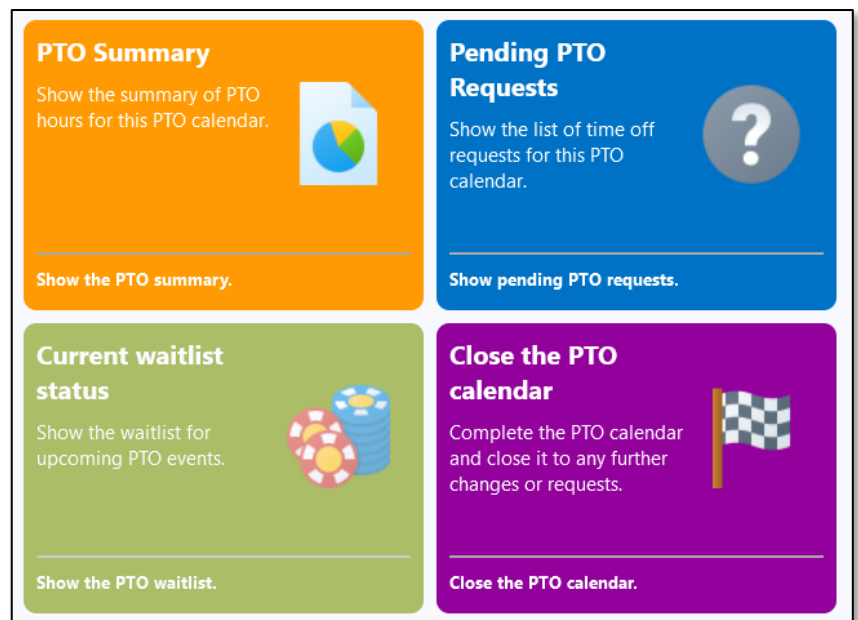 PTO Summary
Show the summary of PTO
hours for this PTO calendar.
Show the PTO summary.
Pending PTO
Requests
Show the list of time off
requests for this PTO
calendar.
Show pending PTO requests.
Current waitlist
status
Show the waitlist for
upcoming PTO events.
Show the PTO waitlist.
Close the PTO
calendar
Complete the PTO calendar
and close it to any further
changes or requests.
Close the PTO calendar.